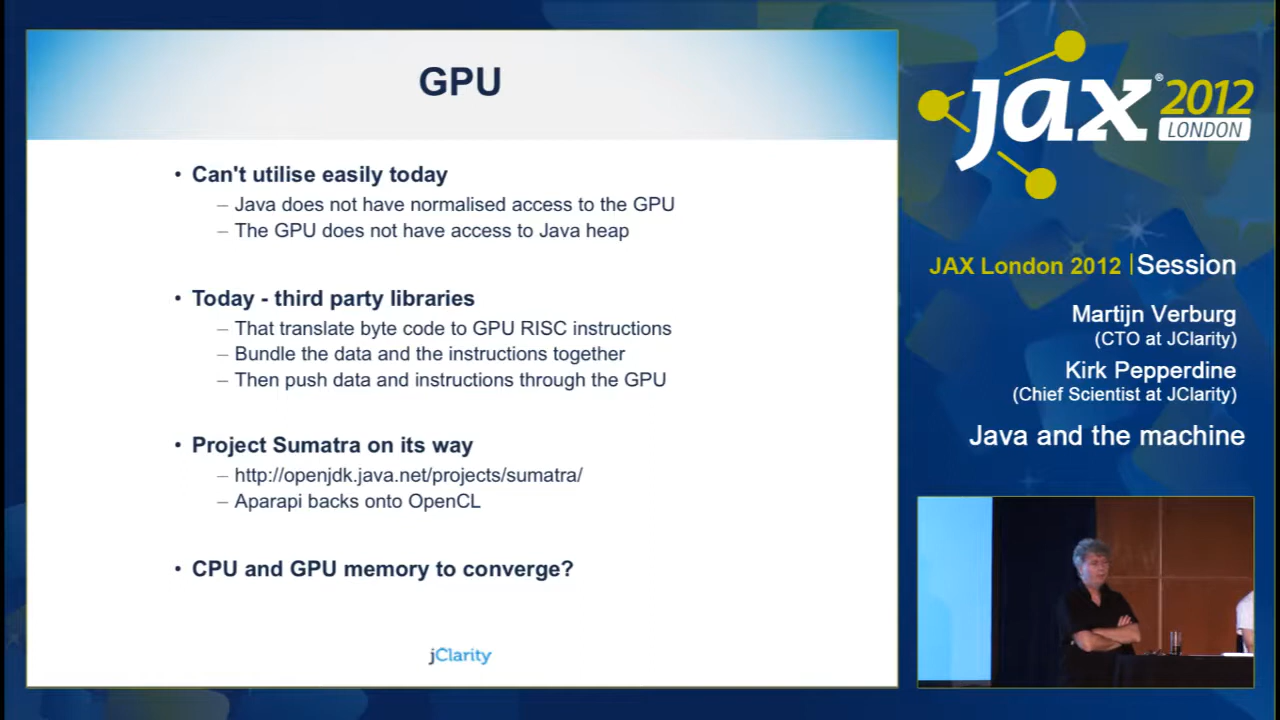 GPU
• Can't utilise easily today
– Java does not have normalised access to the GPU
– The GPU does not have access to Java heap
• Today - third party libraries
– That translate byte code to GPU RISC instructions
– Bundle the data and the instructions together
– Then push data and instructions through the GPU
• Project Sumatra on its way
– http://openjdk.java.net/projects/sumatra/
– Aparapi backs onto OpenCL
• CPU and GPU memory to converge?
jClarity
jax® 2012
LONDON
JAX London 2012 | Session
Martijn Verburg
(CTO at JClarity)
Kirk Pepperdine
(Chief Scientist at JClarity)
Java and the machine